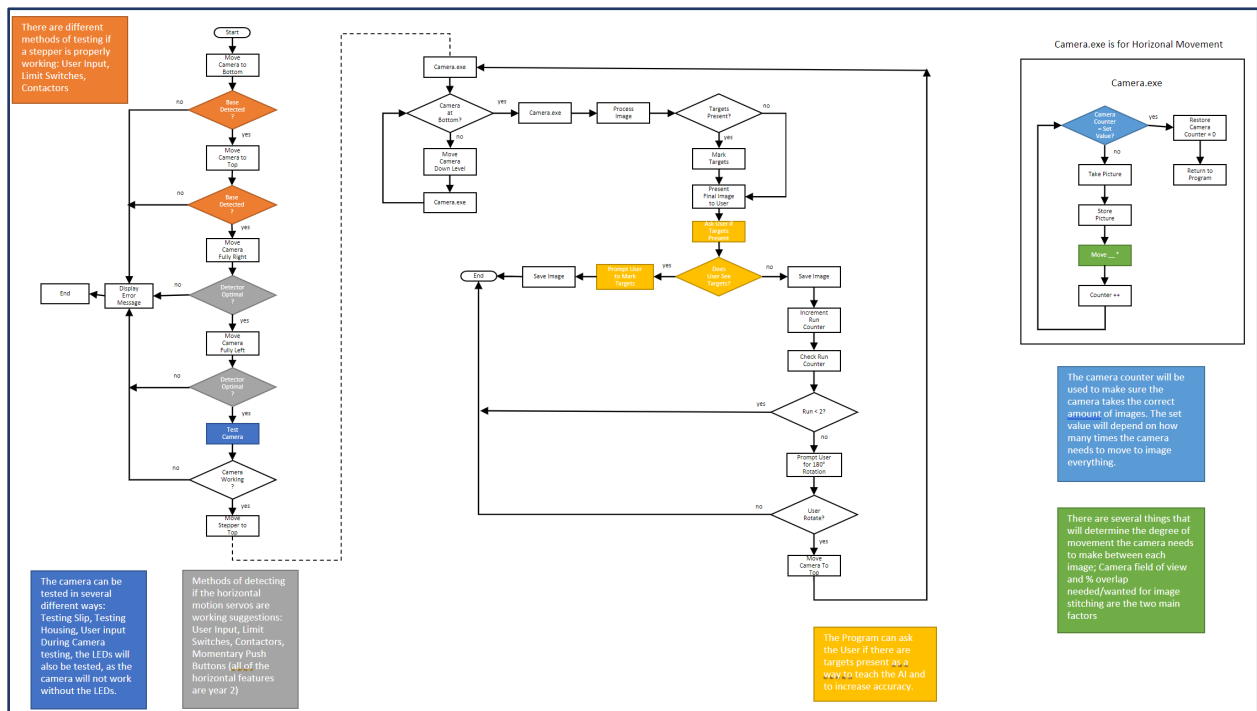 There are different
methods of testing if
a stepper is properly
working: User Input,
Limit Switches,
Contactors
Start
Move
Camera to
Bottom
Base
Detected
?
no
yes
Move
Camera to
Top
Base
Detected
?
no
yes
Move
Camera
Fully Right
Detector
Optimal
?
no
yes
Display
Error
Message
End
Move
Camera
Fully Left
Detector
Optimal
?
no
yes
Test
Camera
Camera
Working
?
no
yes
Move
Stepper to
Top
The camera can be
tested in several
different ways:
Testing Slip, Testing
Housing, User input
During Camera
testing, the LEDs will
also be tested, as the
camera will not work
without the LEDs.
Methods of detecting
if the horizontal
motion servos are
working suggestions:
User Input, Limit
Switches, Contactors,
Momentary Push
Buttons (all of the
horizontal features
are year 2)
Camera.exe
Camera
at
Bottom?
yes
no
Move
Camera
Down Level
Camera.exe
Camera.exe
Process
Image
Targets
Present?
no
yes
Mark
Targets
Present
Final Image
to User
Ask User if
Targets
Present
Does
User See
Targets?
yes
no
Prompt User
to Mark
Targets
Save Image
End
Save Image
Increment
Run
Counter
Check Run
Counter
Run < 2?
yes
no
Prompt User
for 180°
Rotation
User
Rotate?
no
yes
Move
Camera To
Top
The Program can ask
the User if there are
targets present as a
way to teach the AI and
to increase accuracy.
Camera.exe is for Horizonal Movement
Camera.exe
Camera
Counter
= Set
Value?
yes
no
Restore
Camera
Counter = 0
Return to
Program
Take Picture
Store
Picture
Move __°
Counter ++
The camera counter will be
used to make sure the
camera takes the correct
amount of images. The set
value will depend on how
many times the camera
needs to move to image
everything.
There are several things that
will determine the degree of
movement the camera needs
to make between each
image; Camera field of view
and % overlap
needed/wanted for image
stitching are the two main
factors